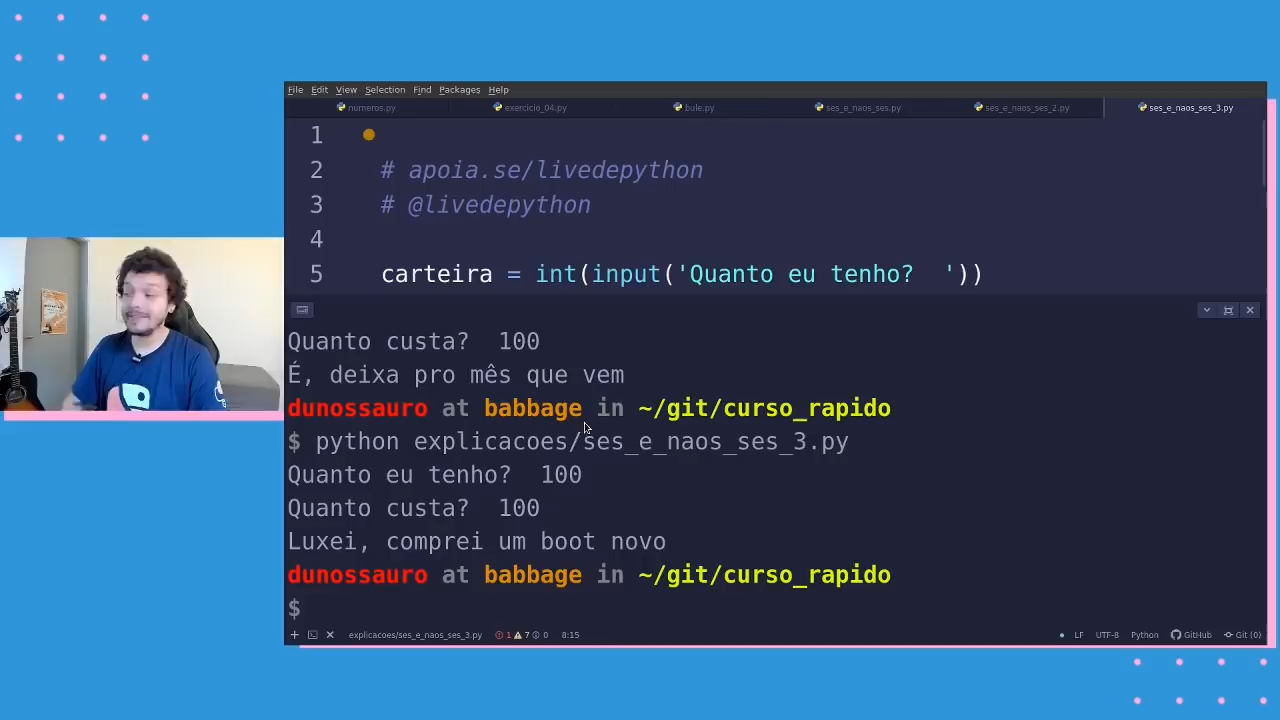 File Edit View Selection Find Packages Help
numeros.py exercicio_04.py bule.py ses_e_naos_ses.py ses_e_naos_ses_2.py ses_e_naos_ses_3.py
1
2 # apoia.se/livedepython
3 # @livedepython
4
5 carteira = int(input('Quanto eu tenho?  '))
Quanto custa?  100
É, deixa pro mês que vem
dunossauro at babbage in ~/git/curso_rapido
$ python explicacoes/ses_e_naos_ses_3.py
Quanto eu tenho?  100
Quanto custa?  100
Luxei, comprei um boot novo
dunossauro at babbage in ~/git/curso_rapido
$
explicacoes/ses_e_naos_ses_3.py 1 7 0 8:15 LF UTF-8 Python GitHub Git (0)